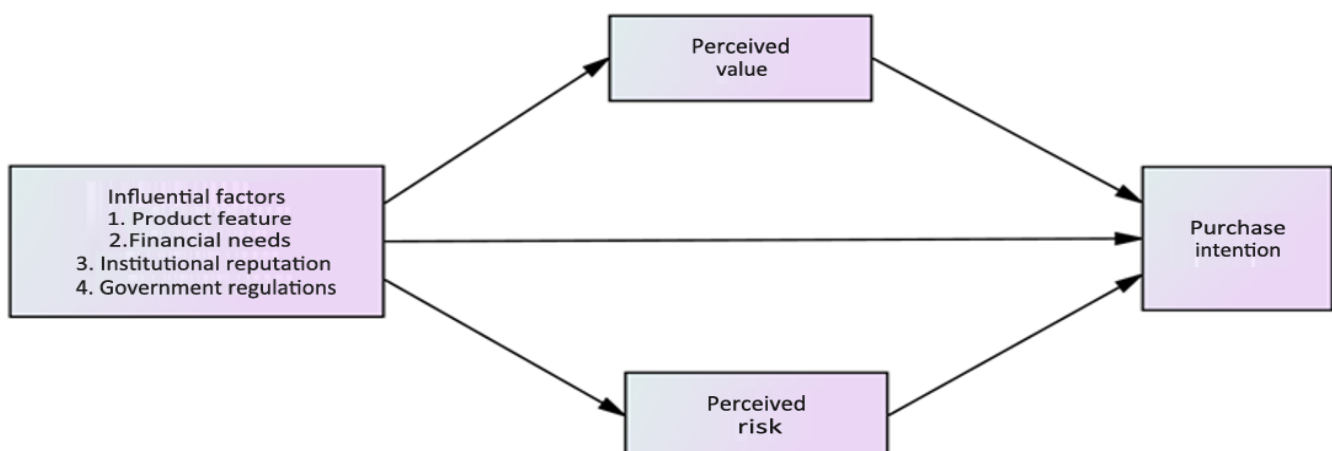 Perceived
value
Influential factors
1. Product feature
2.Financial needs
3. Institutional reputation
4. Government regulations
Purchase
intention
Perceived
risk